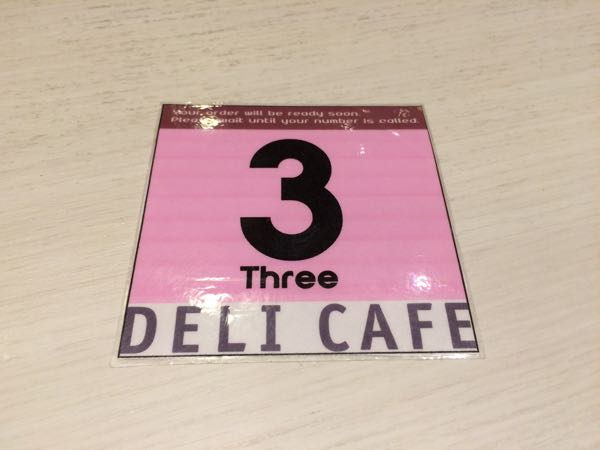 Your order will be ready soon.
Please wait until your number is called.
3
Three
DELI CAFE